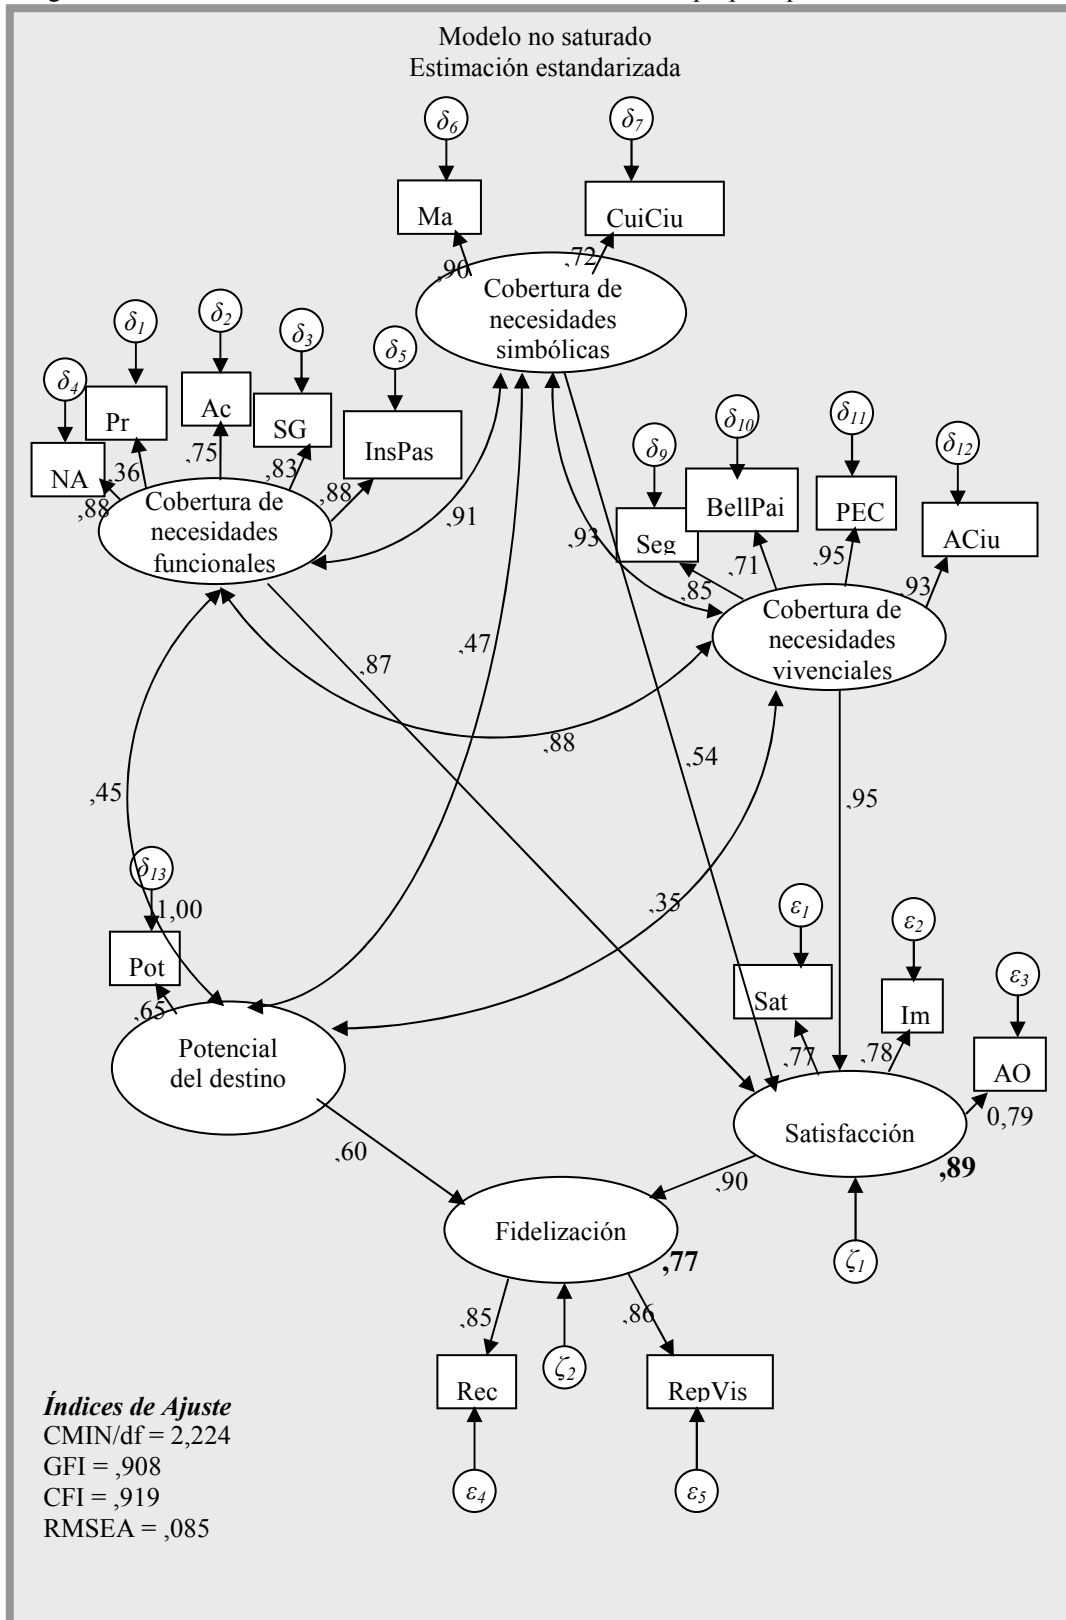 Modelo no saturado
Estimación estandarizada
δ6
δ7
Ma
CuiCiu
,90
,72
Cobertura de
necesidades
simbólicas
δ1
δ2
δ3
δ5
δ4
Pr
Ac
SG
InsPas
NA
,88
,36
,75
,83
,88
Cobertura de
necesidades
funcionales
δ9
δ10
δ11
δ12
Seg
BellPai
PEC
ACiu
,85
,71
,95
,93
Cobertura de
necesidades
vivenciales
,91
,93
,47
,87
,88
,54
,95
,45
,35
δ13
1,00
Pot
,65
Potencial
del destino
ε1
ε2
ε3
Sat
Im
AO
,77
,78
0,79
Satisfacción
,89
,60
,90
ζ1
Fidelización
,77
,85
,86
ζ2
Rec
RepVis
ε4
ε5
Índices de Ajuste
CMIN/df = 2,224
GFI = ,908
CFI = ,919
RMSEA = ,085